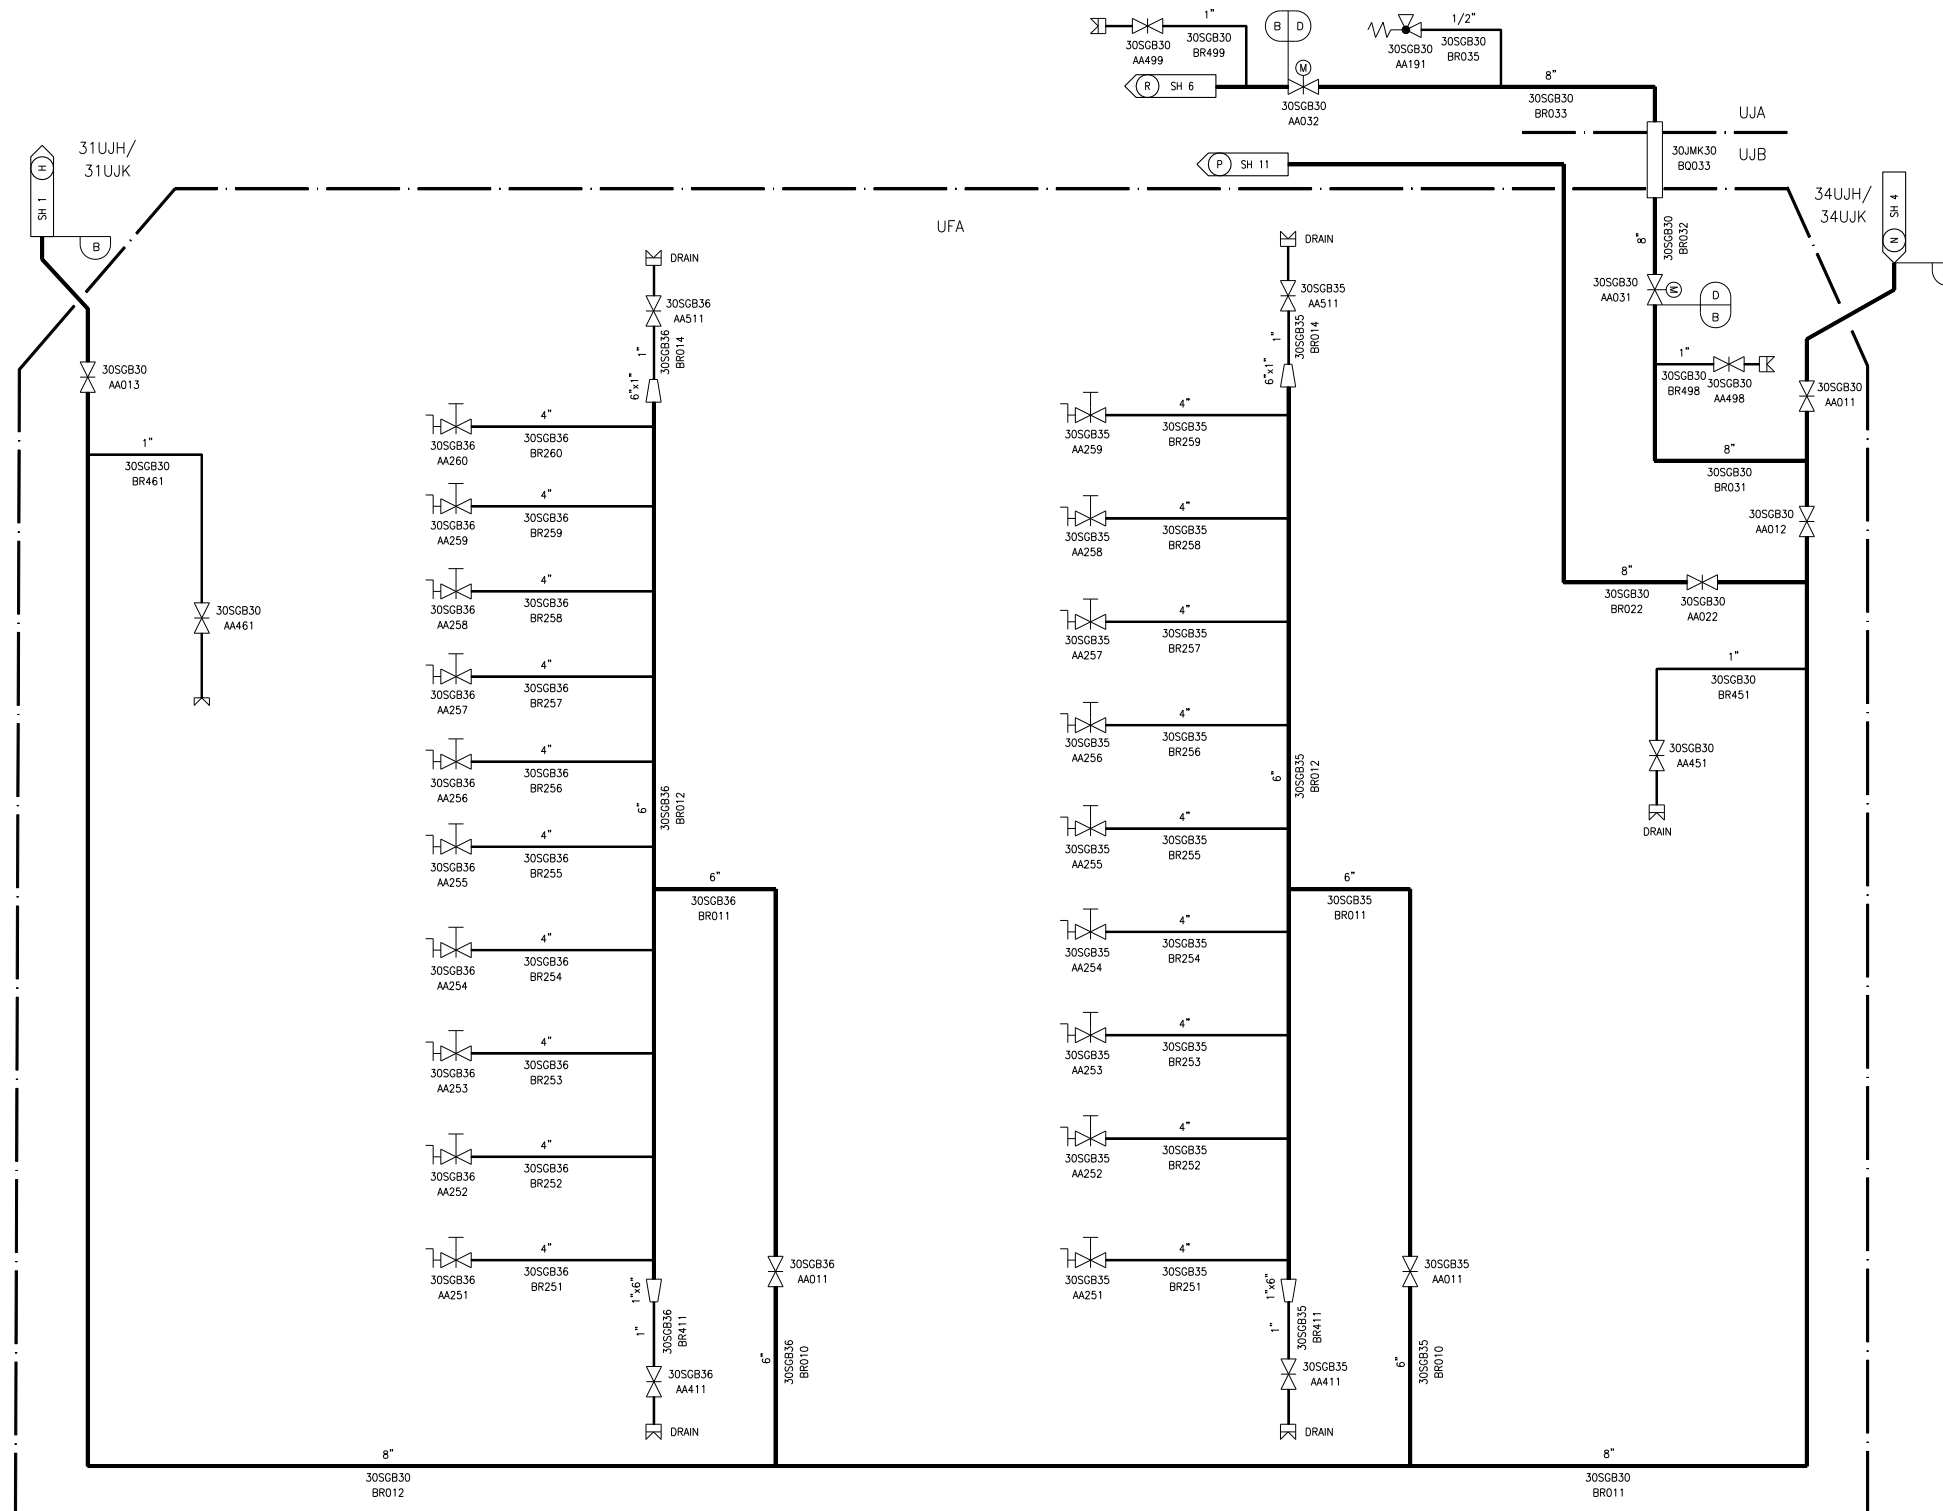 1"
30SGB30
BR499
30SGB30
AA499
B
D
M
30SGB30
AA032
R
SH 6
1/2"
30SGB30
BR035
30SGB30
AA191
8"
30SGB30
BR033
UJA
UJB
30JMK30
BQ033
P
SH 11
31UJH/
31UJK
H
SH 1
B
UFA
34UJH/
34UJK
SH 4
N
8"
30SGB30
BR032
30SGB30
AA031
M
D
B
1"
30SGB30
BR498
30SGB30
AA498
30SGB30
AA011
8"
30SGB30
BR031
30SGB30
AA012
8"
30SGB30
BR022
30SGB30
AA022
1"
30SGB30
BR451
30SGB30
AA451
DRAIN
30SGB30
AA013
1"
30SGB30
BR461
30SGB30
AA461
DRAIN
30SGB36
AA511
1"
30SGB36
BR014
6"x1"
4"
30SGB36
BR260
30SGB36
AA260
4"
30SGB36
BR259
30SGB36
AA259
4"
30SGB36
BR258
30SGB36
AA258
4"
30SGB36
BR257
30SGB36
AA257
4"
30SGB36
BR256
30SGB36
AA256
6"
30SGB36
BR012
4"
30SGB36
BR255
30SGB36
AA255
6"
30SGB36
BR011
4"
30SGB36
BR254
30SGB36
AA254
4"
30SGB36
BR253
30SGB36
AA253
4"
30SGB36
BR252
30SGB36
AA252
4"
30SGB36
BR251
30SGB36
AA251
1"x6"
1"
30SGB36
BR411
30SGB36
AA411
DRAIN
30SGB36
AA011
6"
30SGB36
BR010
DRAIN
30SGB35
AA511
1"
30SGB35
BR014
6"x1"
4"
30SGB35
BR259
30SGB35
AA259
4"
30SGB35
BR258
30SGB35
AA258
4"
30SGB35
BR257
30SGB35
AA257
4"
30SGB35
BR256
30SGB35
AA256
6"
30SGB35
BR012
4"
30SGB35
BR255
30SGB35
AA255
6"
30SGB35
BR011
4"
30SGB35
BR254
30SGB35
AA254
4"
30SGB35
BR253
30SGB35
AA253
4"
30SGB35
BR252
30SGB35
AA252
4"
30SGB35
BR251
30SGB35
AA251
1"x6"
1"
30SGB35
BR411
30SGB35
AA411
DRAIN
30SGB35
AA011
6"
30SGB35
BR010
8"
30SGB30
BR012
8"
30SGB30
BR011